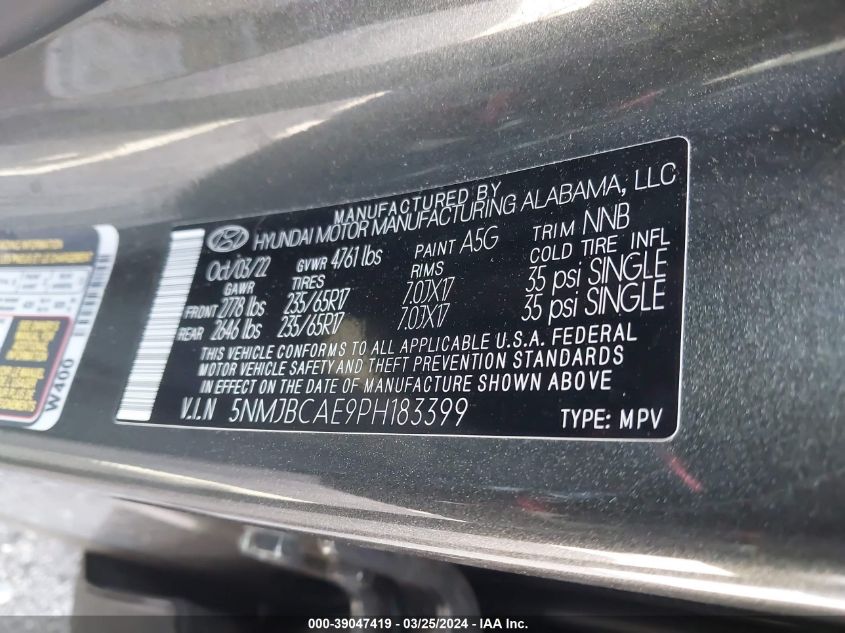 MANUFACTURED BY
HYUNDAI MOTOR MANUFACTURING ALABAMA, LLC
Oct/03/22 GVWR 4761 lbs PAINT A5G TRIM NNB
GAWR TIRES RIMS COLD TIRE INFL
FRONT 2778 lbs 235/65R17 7.0JX17 35 psi SINGLE
REAR 2646 lbs 235/65R17 7.0JX17 35 psi SINGLE
THIS VEHICLE CONFORMS TO ALL APPLICABLE U.S.A. FEDERAL
MOTOR VEHICLE SAFETY AND THEFT PREVENTION STANDARDS
IN EFFECT ON THE DATE OF MANUFACTURE SHOWN ABOVE.
V.I.N 5NMJBCAE9PH183399 TYPE: MPV
W400
000-39047419 - 03/25/2024 - IAA Inc.